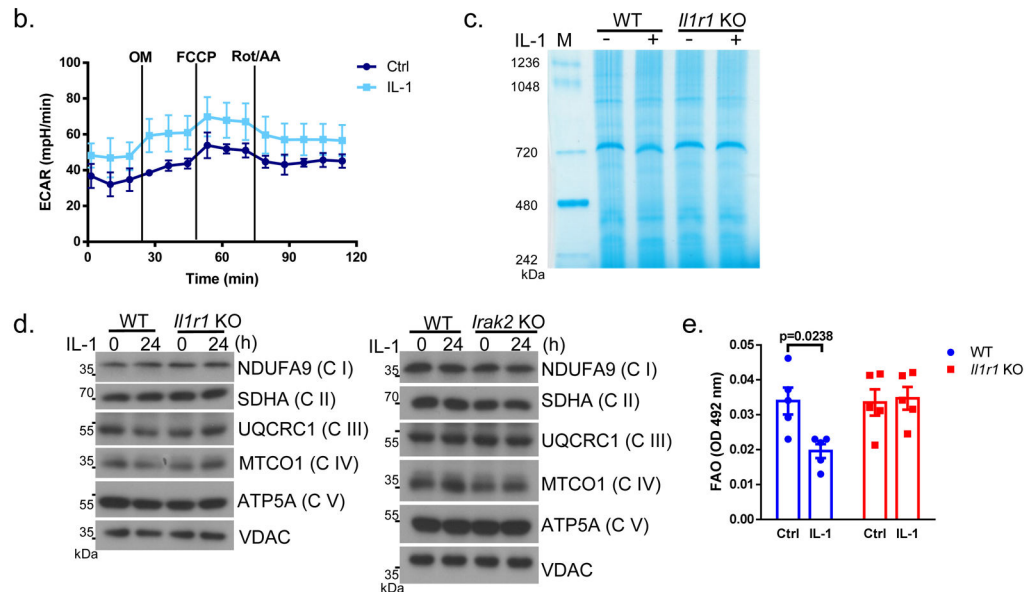 b.
OM FCCP Rot/AA
Ctrl
IL-1
ECAR (mpH/min)
100
80
60
40
20
0
0 30 60 90 120
Time (min)
c.
WT Il1r1 KO
IL-1 M - + - +
1236
1048
720
480
242
kDa
d.
WT Il1r1 KO
IL-1 0 24 0 24 (h)
35 NDUFA9 (C I)
70 SDHA (C II)
55 UQCRC1 (C III)
35 MTCO1 (C IV)
55 ATP5A (C V)
35 VDAC
kDa
WT Irak2 KO
IL-1 0 24 0 24 (h)
35 NDUFA9 (C I)
70 SDHA (C II)
55 UQCRC1 (C III)
35 MTCO1 (C IV)
55 ATP5A (C V)
35 VDAC
kDa
e.
p=0.0238
WT
Il1r1 KO
FAO (OD 492 nm)
0.05
0.04
0.03
0.02
0.01
0.00
Ctrl IL-1 Ctrl IL-1